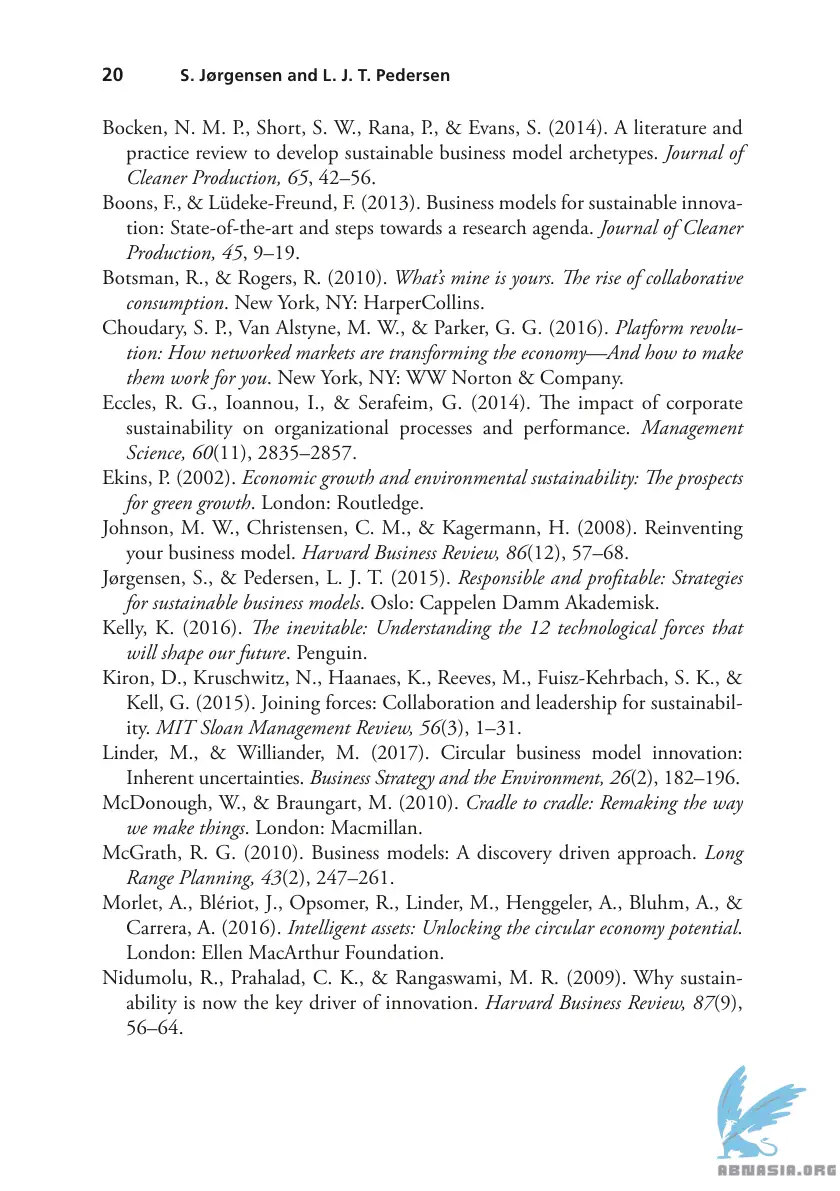 20 S. Jørgensen and L. J. T. Pedersen
Bocken, N. M. P., Short, S. W., Rana, P., & Evans, S. (2014). A literature and
practice review to develop sustainable business model archetypes. Journal of
Cleaner Production, 65, 42–56.
Boons, F., & Lüdeke-Freund, F. (2013). Business models for sustainable innova-
tion: State-of-the-art and steps towards a research agenda. Journal of Cleaner
Production, 45, 9–19.
Botsman, R., & Rogers, R. (2010). What's mine is yours. The rise of collaborative
consumption. New York, NY: HarperCollins.
Choudary, S. P., Van Alstyne, M. W., & Parker, G. G. (2016). Platform revolu-
tion: How networked markets are transforming the economy—And how to make
them work for you. New York, NY: WW Norton & Company.
Eccles, R. G., Ioannou, I., & Serafeim, G. (2014). The impact of corporate
sustainability on organizational processes and performance. Management
Science, 60(11), 2835–2857.
Ekins, P. (2002). Economic growth and environmental sustainability: The prospects
for green growth. London: Routledge.
Johnson, M. W., Christensen, C. M., & Kagermann, H. (2008). Reinventing
your business model. Harvard Business Review, 86(12), 57–68.
Jørgensen, S., & Pedersen, L. J. T. (2015). Responsible and profitable: Strategies
for sustainable business models. Oslo: Cappelen Damm Akademisk.
Kelly, K. (2016). The inevitable: Understanding the 12 technological forces that
will shape our future. Penguin.
Kiron, D., Kruschwitz, N., Haanaes, K., Reeves, M., Fuisz-Kehrbach, S. K., &
Kell, G. (2015). Joining forces: Collaboration and leadership for sustainabil-
ity. MIT Sloan Management Review, 56(3), 1–31.
Linder, M., & Williander, M. (2017). Circular business model innovation:
Inherent uncertainties. Business Strategy and the Environment, 26(2), 182–196.
McDonough, W., & Braungart, M. (2010). Cradle to cradle: Remaking the way
we make things. London: Macmillan.
McGrath, R. G. (2010). Business models: A discovery driven approach. Long
Range Planning, 43(2), 247–261.
Morlet, A., Blériot, J., Opsomer, R., Linder, M., Henggeler, A., Bluhm, A., &
Carrera, A. (2016). Intelligent assets: Unlocking the circular economy potential.
London: Ellen MacArthur Foundation.
Nidumolu, R., Prahalad, C. K., & Rangaswami, M. R. (2009). Why sustain-
ability is now the key driver of innovation. Harvard Business Review, 87(9),
56–64.
ABNASIA.ORG